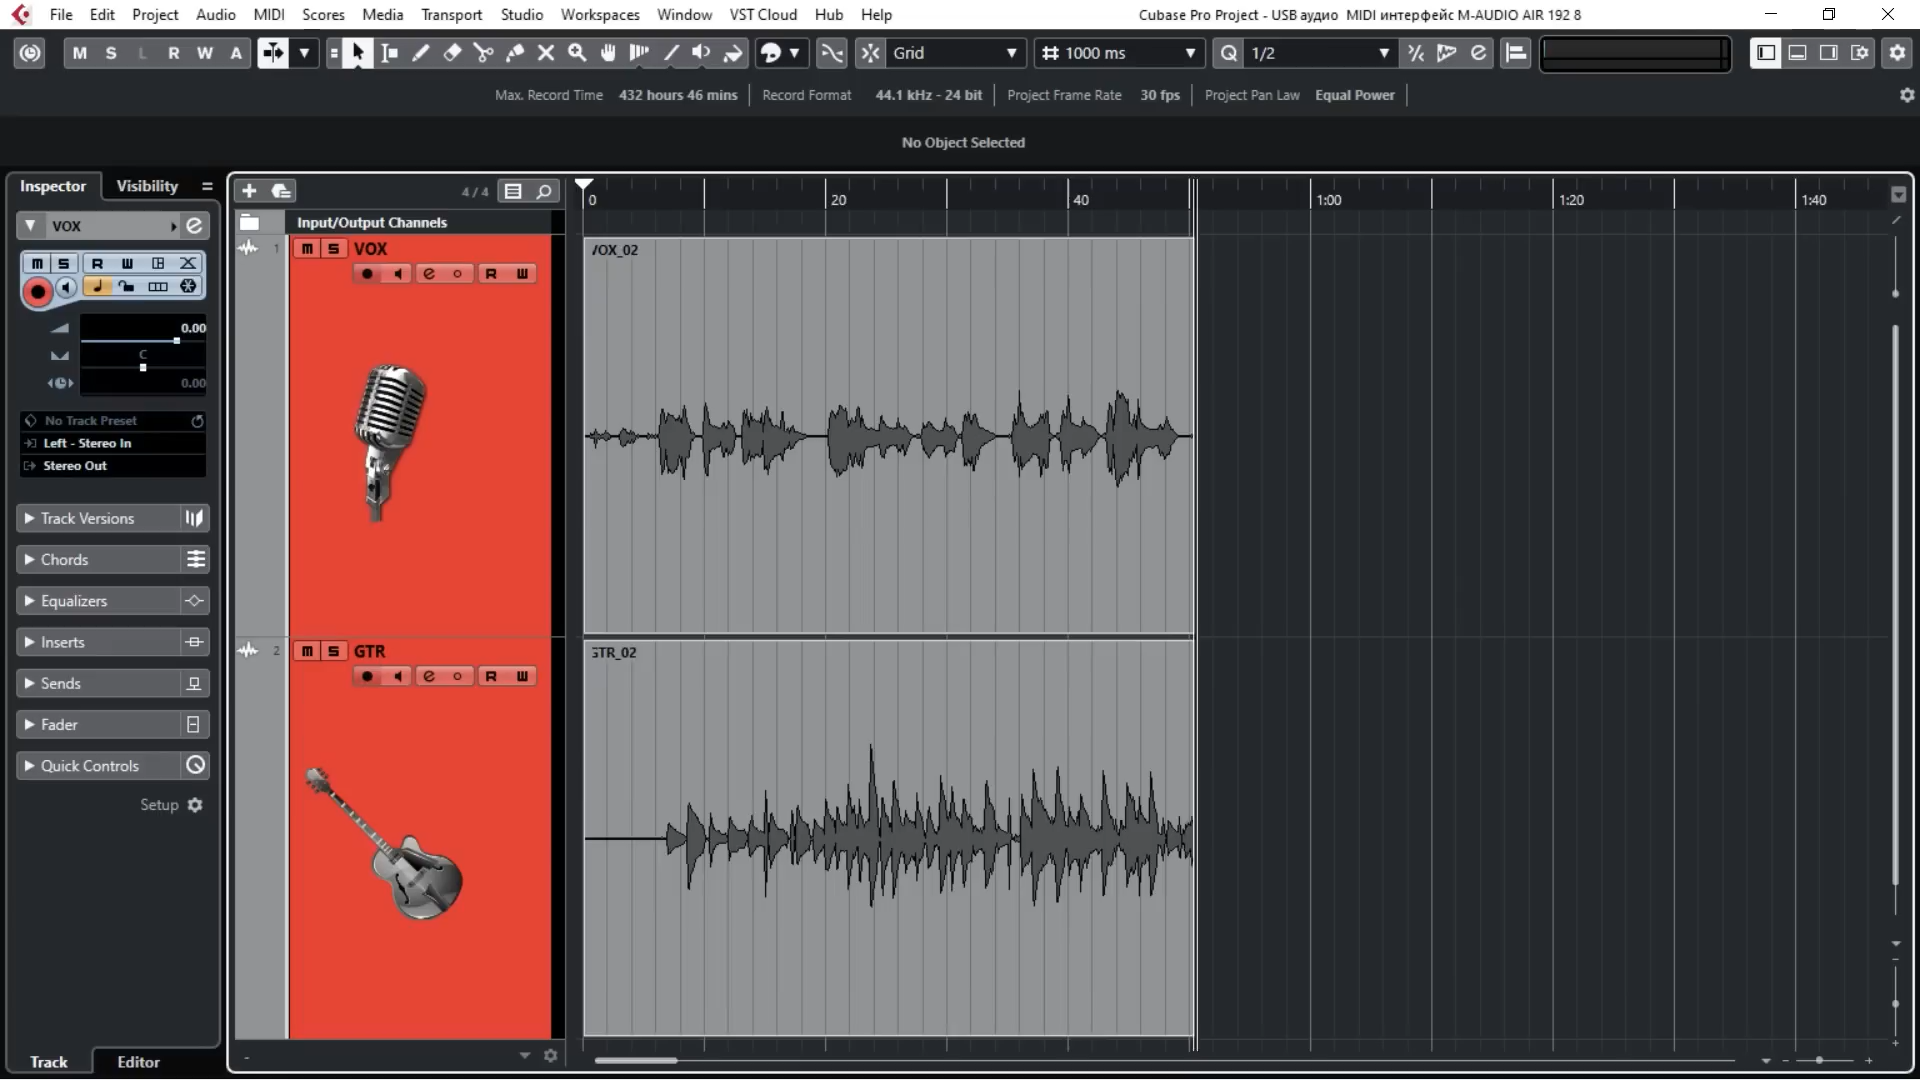 File Edit Project Audio MIDI Scores Media Transport Studio Workspaces Window VST Cloud Hub Help
Cubase Pro Project - USB аудио MIDI интерфейс M-AUDIO AIR 192 8
M S L R W A
Grid
1000 ms
Q 1/2
Max. Record Time 432 hours 46 mins
Record Format 44.1 kHz - 24 bit
Project Frame Rate 30 fps
Project Pan Law Equal Power
No Object Selected
Inspector Visibility
4 / 4
0 20 40 1:00 1:20 1:40
VOX
Input/Output Channels
1 m S VOX
VOX_02
m S R W
e R W
0.00
C
0.00
No Track Preset
Left - Stereo In
Stereo Out
Track Versions
Chords
Equalizers
Inserts
2 m S GTR
GTR_02
e R W
Sends
Fader
Quick Controls
Setup
Track Editor